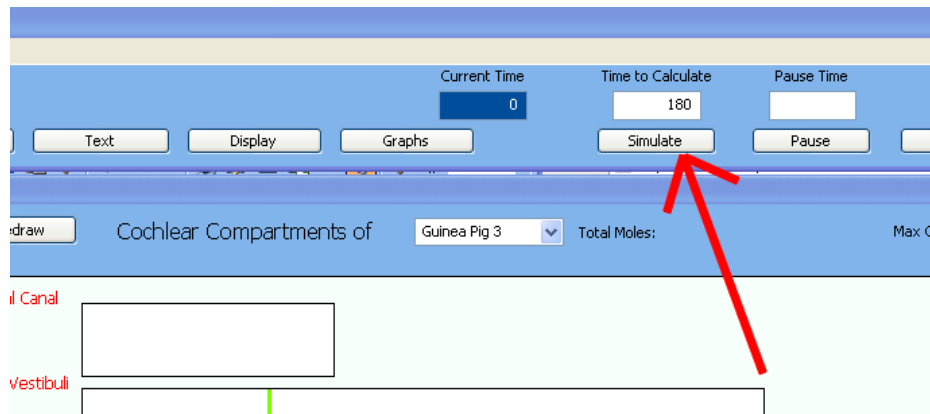 Current Time Time to Calculate Pause Time
0 180
Text Display Graphs Simulate Pause
edraw Cochlear Compartments of Guinea Pig 3 Total Moles: Max
l Canal
Vestibuli